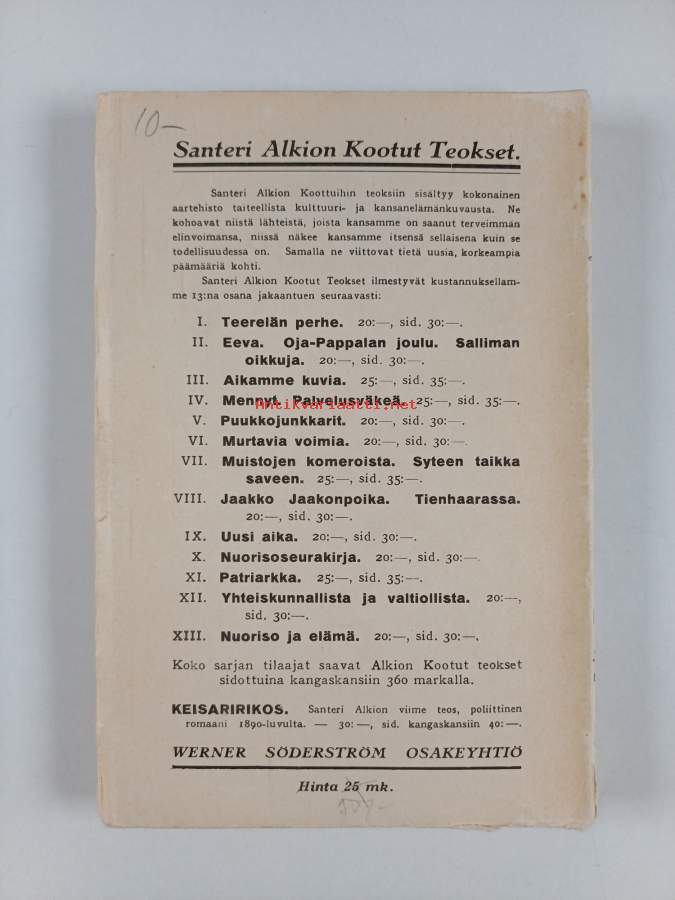 10—
Santeri Alkion Kootut Teokset.
Santeri Alkion Koottuihin teoksiin sisältyy kokonainen
aartehisto taiteellista kulttuuri- ja kansanelämänkuvausta. Ne
kohoavat niistä lähteistä, joista kansamme on saanut terveimmän
elinvoimansa, niissä näkee kansamme itsensä sellaisena kuin se
todellisuudessa on. Samalla ne viittovat tietä uusia, korkeampia
päämääriä kohti.
Santeri Alkion Kootut Teokset ilmestyvät kustannuksellam-
me 13:na osana jakaantuen seuraavasti:
I. Teerelän perhe. 20:—, sid. 30:—.
II. Eeva. Oja-Pappalan joulu. Salliman
oikkuja. 20:—, sid. 30:—.
III. Aikamme kuvia. 25:—, sid. 35:—.
IV. Mennyt. Palvelusväkeä. 25:—, sid. 35:—.
Antikvariaatti.net
V. Puukkojunkkarit. 20:—, sid. 30:—.
VI. Murtavia voimia. 20:—, sid. 30:—
VII. Muistojen komeroista. Syteen taikka
saveen. 25:—, sid. 35:—.
VIII. Jaakko Jaakonpoika. Tienhaarassa.
20:—, sid. 30:—.
IX. Uusi aika. 20:—, sid. 30:—.
X. Nuorisoseurakirja. 20:—, sid. 30:—
XI. Patriarkka. 25:—, sid. 35:—.
XII. Yhteiskunnallista ja valtiollista. 20:—,
sid. 30:—.
XIII. Nuoriso ja elämä. 20:—, sid. 30:—.
Koko sarjan tilaajat saavat Alkion Kootut teokset
sidottuina kangaskansiin 360 markalla.
KEISARIRIKOS. Santeri Alkion viime teos, poliittinen
romaani 1890-luvulta. — 30:—, sid. kangaskansiin 40:—.
WERNER SÖDERSTRÖM OSAKEYHTIÖ
Hinta 25 mk.